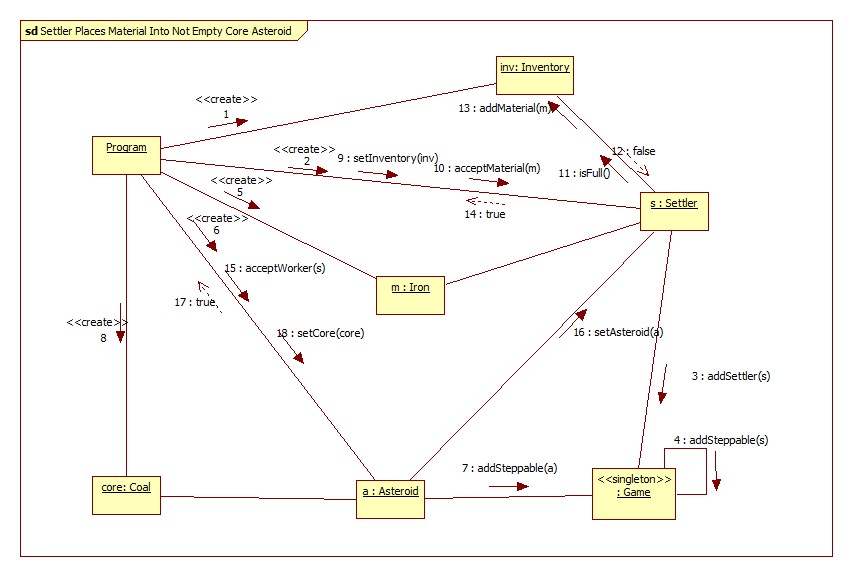 sd Settler Places Material Into Not Empty Core Asteroid
inv: Inventory
<<create>>
1
13 : addMaterial(m)
Program
<<create>>
2
9 : setInventory(inv)
12 : false
10 : acceptMaterial(m)
11 : isFull()
<<create>>
5
14 : true
s : Settler
<<create>>
6
15 : acceptWorker(s)
m : Iron
17 : true
<<create>>
8
18 : setCore(core)
16 : setAsteroid(a)
3 : addSettler(s)
4 : addSteppable(s)
7 : addSteppable(a)
core: Coal
a : Asteroid
<<singleton>>
: Game